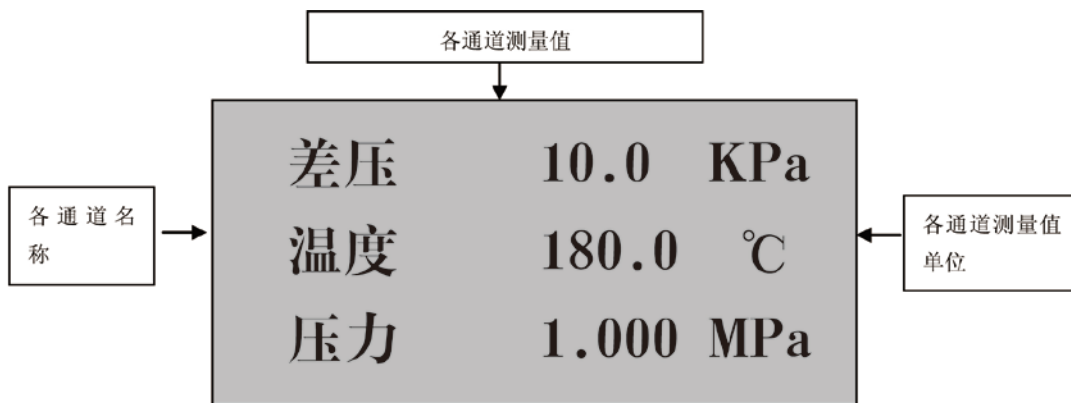 各通道测量值
差压 10.0 KPa
各通道名
称
温度 180.0 ℃
各通道测量值
单位
压力 1.000 MPa